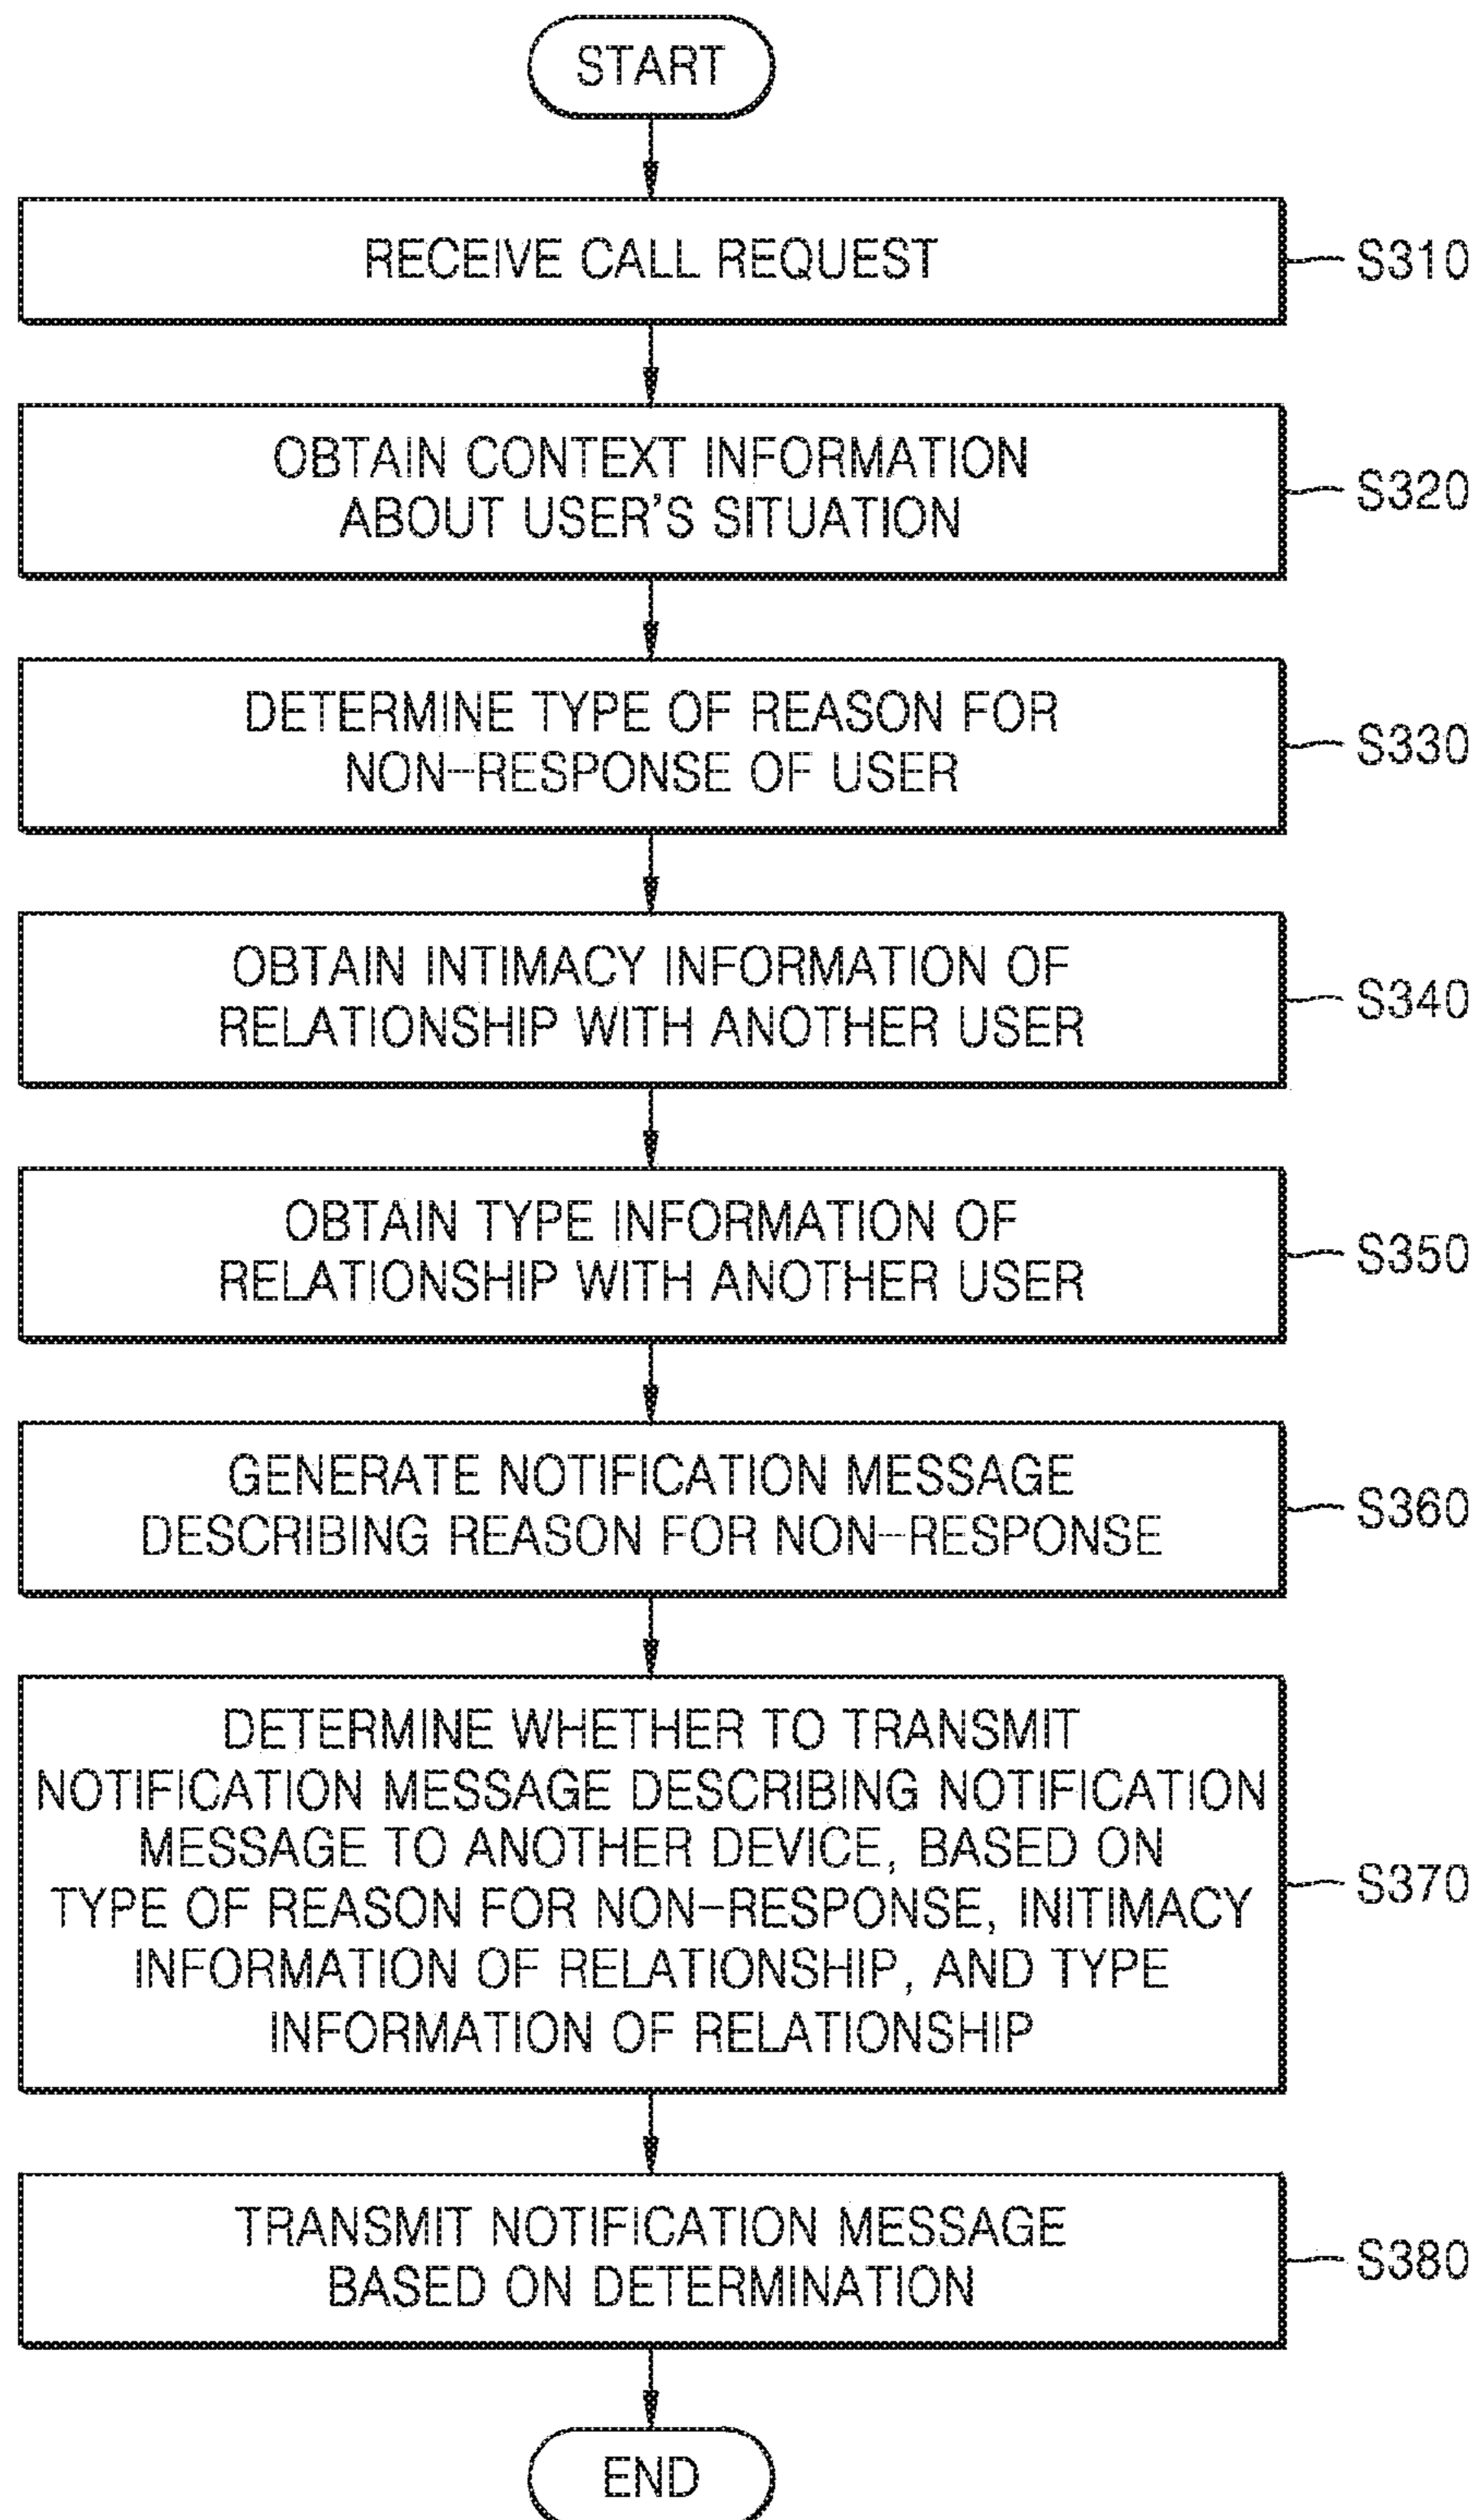 START
RECEIVE CALL REQUEST
S310
OBTAIN CONTEXT INFORMATION
ABOUT USER'S SITUATION
S320
DETERMINE TYPE OF REASON FOR
NON-RESPONSE OF USER
S330
OBTAIN INTIMACY INFORMATION OF
RELATIONSHIP WITH ANOTHER USER
S340
OBTAIN TYPE INFORMATION OF
RELATIONSHIP WITH ANOTHER USER
S350
GENERATE NOTIFICATION MESSAGE
DESCRIBING REASON FOR NON-RESPONSE
S360
DETERMINE WHETHER TO TRANSMIT
NOTIFICATION MESSAGE DESCRIBING NOTIFICATION
MESSAGE TO ANOTHER DEVICE, BASED ON
TYPE OF REASON FOR NON-RESPONSE, INITIMACY
INFORMATION OF RELATIONSHIP, AND TYPE
INFORMATION OF RELATIONSHIP
S370
TRANSMIT NOTIFICATION MESSAGE
BASED ON DETERMINATION
S380
END